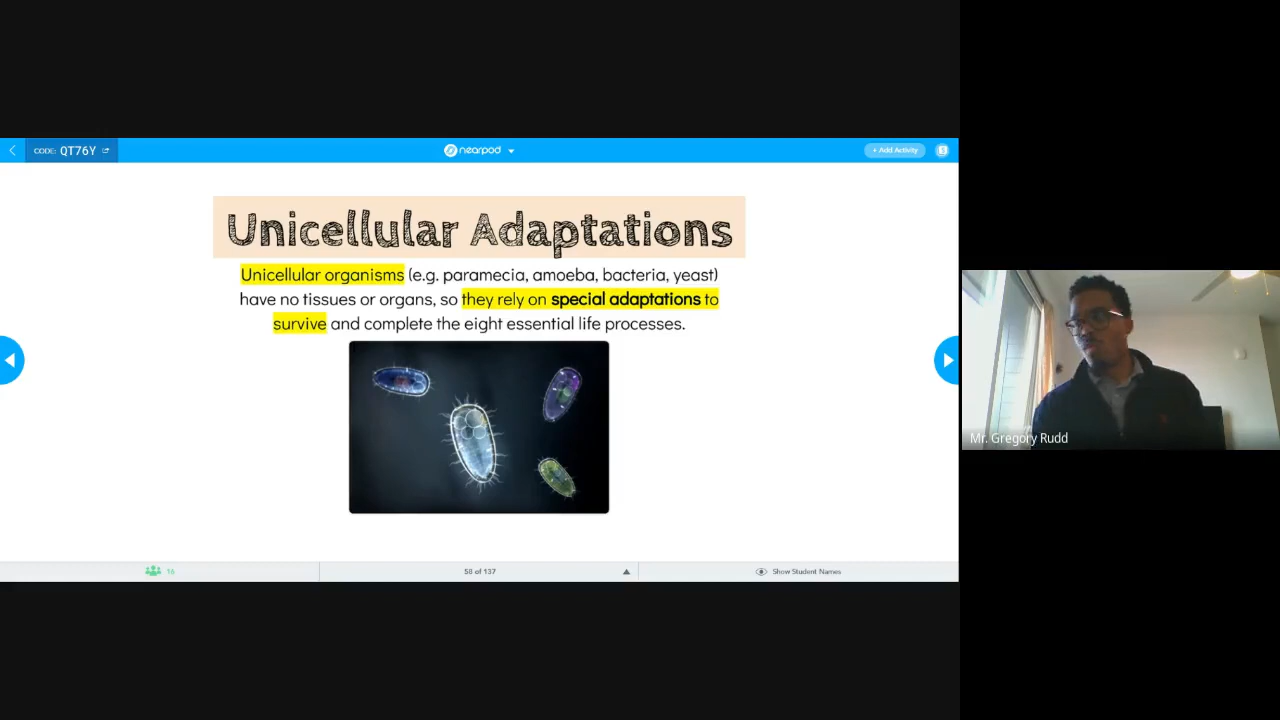 CODE: QT76Y
nearpod
+ Add Activity
S
Unicellular Adaptations
Unicellular organisms (e.g. paramecia, amoeba, bacteria, yeast)
have no tissues or organs, so they rely on special adaptations to
survive and complete the eight essential life processes.
Mr. Gregory Rudd
16
58 of 137
Show Student Names